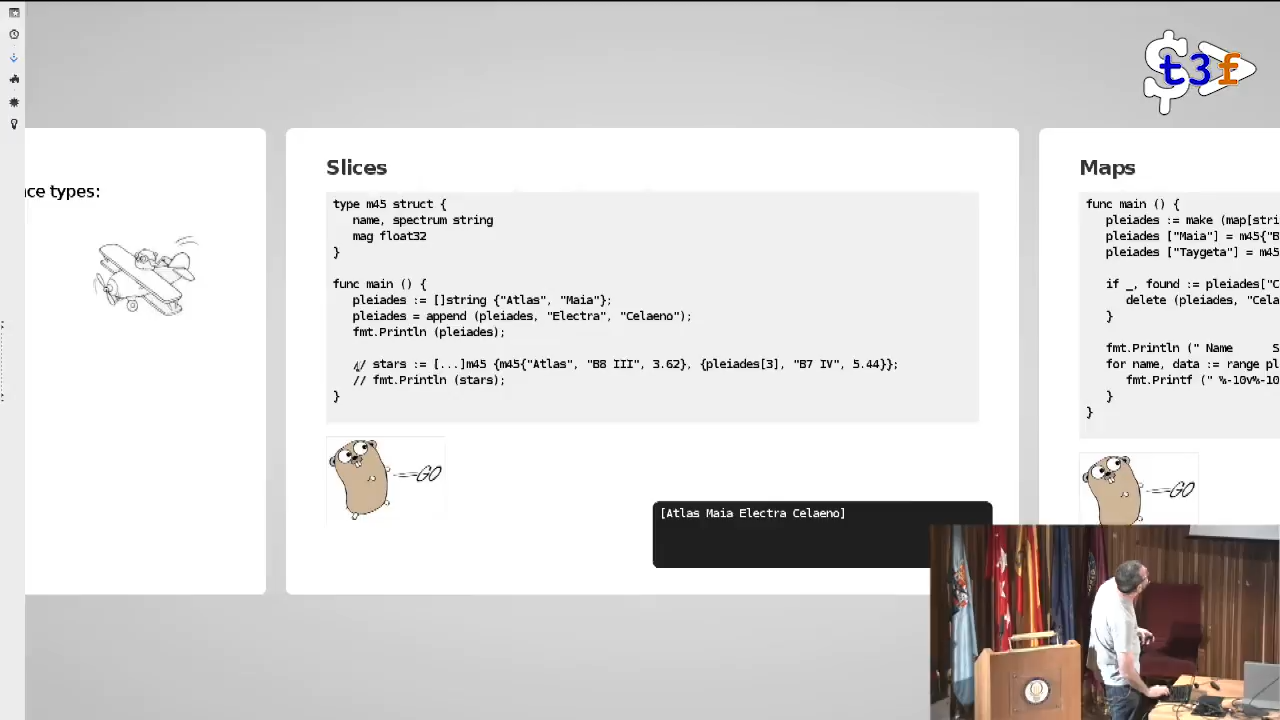 $t3f
nce types:
Slices
type m45 struct {
name, spectrum string
mag float32
}
func main () {
pleiades := []string {"Atlas", "Maia"};
pleiades = append (pleiades, "Electra", "Celaeno");
fmt.Println (pleiades);
// stars := [...]m45 {m45{"Atlas", "B8 III", 3.62}, {pleiades[3], "B7 IV", 5.44}};
// fmt.Println (stars);
}
GO
[Atlas Maia Electra Celaeno]
Maps
func main () {
pleiades := make (map[stri
pleiades ["Maia"] = m45{"B
pleiades ["Taygeta"] = m45
if _, found := pleiades["C
delete (pleiades, "Cela
}
fmt.Println (" Name S
for name, data := range pl
fmt.Printf (" %-10v%-10
}
}
GO